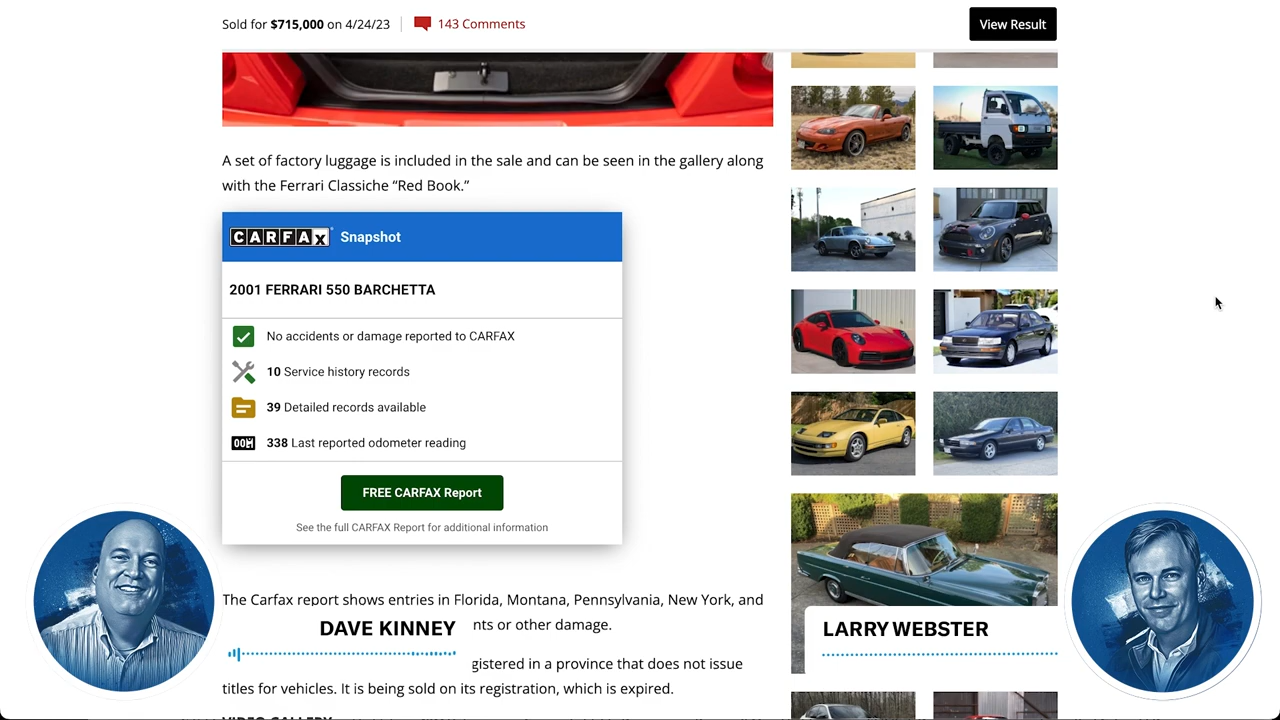 Sold for $715,000 on 4/24/23
143 Comments
View Result
A set of factory luggage is included in the sale and can be seen in the gallery along
with the Ferrari Classiche “Red Book.”
CARFAX Snapshot
2001 FERRARI 550 BARCHETTA
No accidents or damage reported to CARFAX
10 Service history records
39 Detailed records available
338 Last reported odometer reading
FREE CARFAX Report
See the full CARFAX Report for additional information
The Carfax report shows entries in Florida, Montana, Pennsylvania, New York, and
nts or other damage.
DAVE KINNEY
LARRY WEBSTER
gistered in a province that does not issue
titles for vehicles. It is being sold on its registration, which is expired.
VIDEO GALLERY